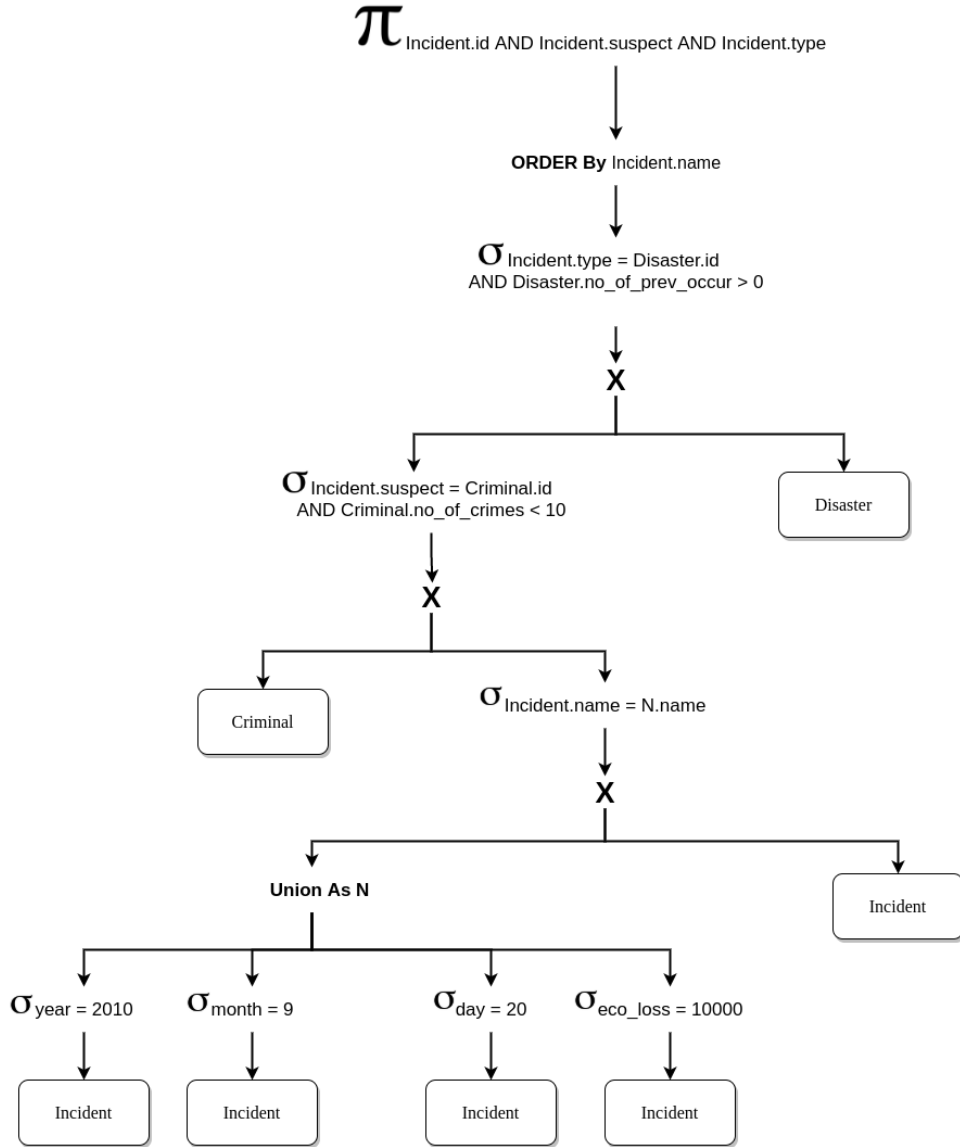 π Incident.id AND Incident.suspect AND Incident.type
ORDER By Incident.name
σ Incident.type = Disaster.id
AND Disaster.no_of_prev_occur > 0
X
σ Incident.suspect = Criminal.id
AND Criminal.no_of_crimes < 10
Disaster
X
Criminal
σ Incident.name = N.name
X
Union As N
Incident
σ year = 2010
σ month = 9
σ day = 20
σ eco_loss = 10000
Incident
Incident
Incident
Incident